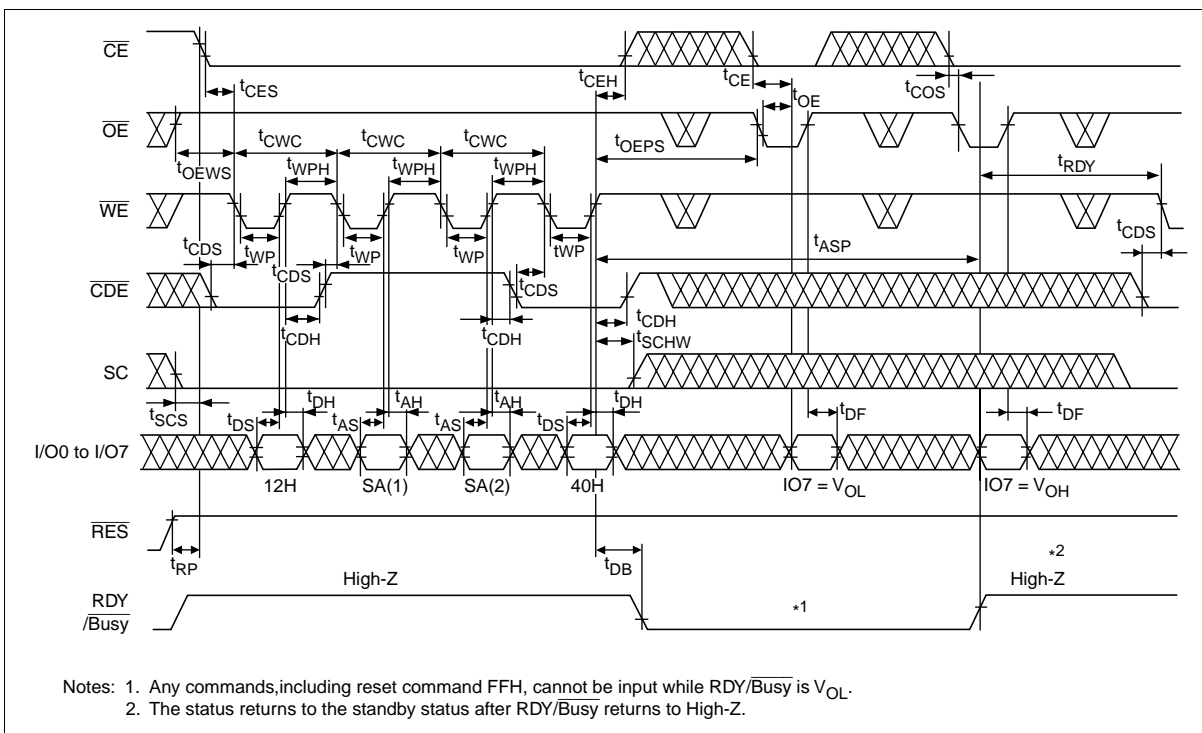 CE
tCES
tCEH
tCE
tOE
tCOS
OE
tOEWS
tCWC
tCWC
tCWC
tWPH
tWPH
tWPH
tOEPS
tRDY
WE
tCDS
tWP
tCDS
tWP
tWP
tCDS
tWP
tASP
tCDS
CDE
tCDH
tCDH
tCDH
tSCHW
SC
tSCS
tDS
tDH
tAS
tAH
tAS
tAH
tDS
tDH
tDF
tDF
I/O0 to I/O7
12H
SA(1)
SA(2)
40H
IO7 = VOL
IO7 = VOH
RES
tRP
tDB
*2
High-Z
High-Z
RDY
/Busy
*1
Notes: 1. Any commands,including reset command FFH, cannot be input while RDY/Busy is VOL.
2. The status returns to the standby status after RDY/Busy returns to High-Z.